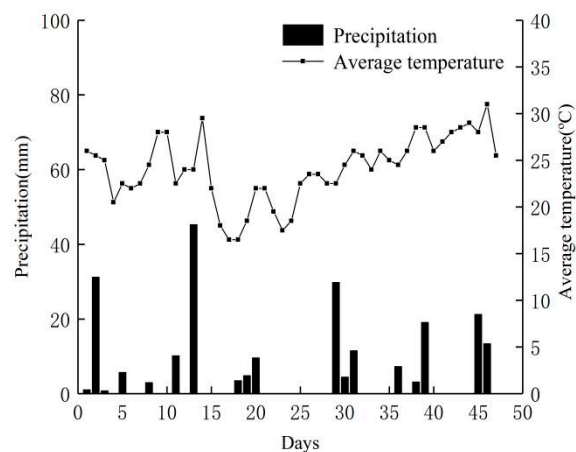 Precipitation
Average temperature
100
80
60
40
20
0
Precipitation(mm)
40
35
30
25
20
15
10
5
0
Average temperature(°C)
0 5 10 15 20 25 30 35 40 45 50
Days